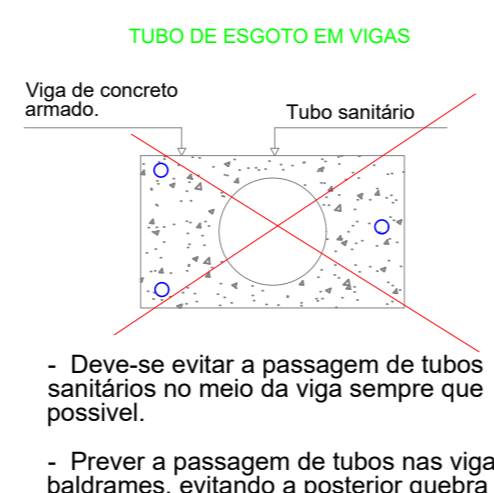 TUBO DE ESGOTO EM VIGAS
Viga de concreto
armado.
Tubo sanitário
- Deve-se evitar a passagem de tubos
sanitários no meio da viga sempre que
possivel.
- Prever a passagem de tubos nas viga
baldrames, evitando a posterior quebra